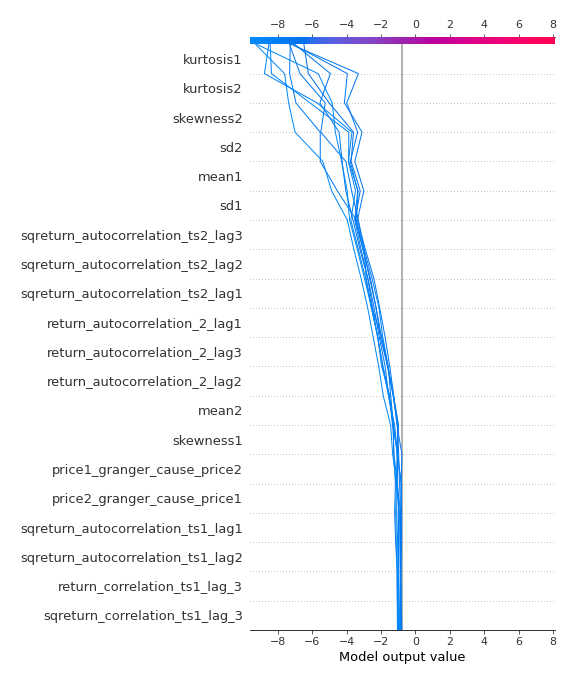 −8 −6 −4 −2 0 2 4 6 8
kurtosis1
kurtosis2
skewness2
sd2
mean1
sd1
sqreturn_autocorrelation_ts2_lag3
sqreturn_autocorrelation_ts2_lag2
sqreturn_autocorrelation_ts2_lag1
return_autocorrelation_2_lag1
return_autocorrelation_2_lag3
return_autocorrelation_2_lag2
mean2
skewness1
price1_granger_cause_price2
price2_granger_cause_price1
sqreturn_autocorrelation_ts1_lag1
sqreturn_autocorrelation_ts1_lag2
return_correlation_ts1_lag_3
sqreturn_correlation_ts1_lag_3
−8 −6 −4 −2 0 2 4 6 8
Model output value